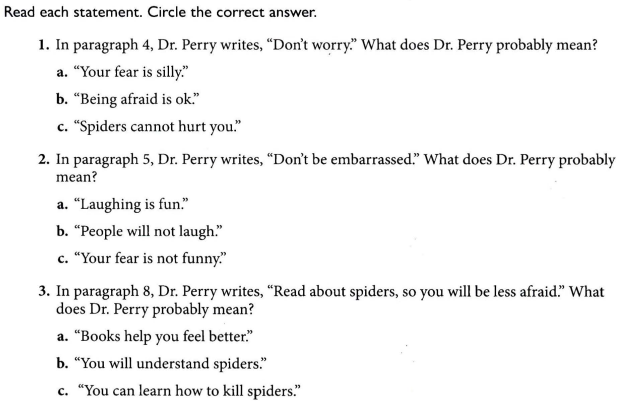 Read each statement. Circle the correct answer.
1. In paragraph 4, Dr. Perry writes, “Don’t worry.” What does Dr. Perry probably mean?
a. “Your fear is silly.”
b. “Being afraid is ok.”
c. “Spiders cannot hurt you.”
2. In paragraph 5, Dr. Perry writes, “Don’t be embarrassed.” What does Dr. Perry probably
mean?
a. “Laughing is fun.”
b. “People will not laugh.”
c. “Your fear is not funny.”
3. In paragraph 8, Dr. Perry writes, “Read about spiders, so you will be less afraid.” What
does Dr. Perry probably mean?
a. “Books help you feel better.”
b. “You will understand spiders.”
c. “You can learn how to kill spiders.”